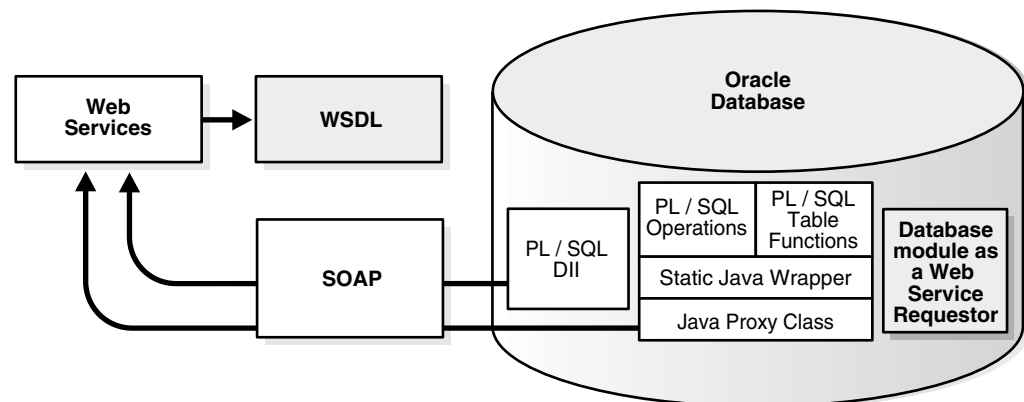 Oracle
Database
Web
Services
WSDL
SOAP
PL / SQL
DII
PL / SQL
Operations
PL / SQL
Table
Functions
Static Java Wrapper
Java Proxy Class
Database
module as
a Web
Service
Requestor